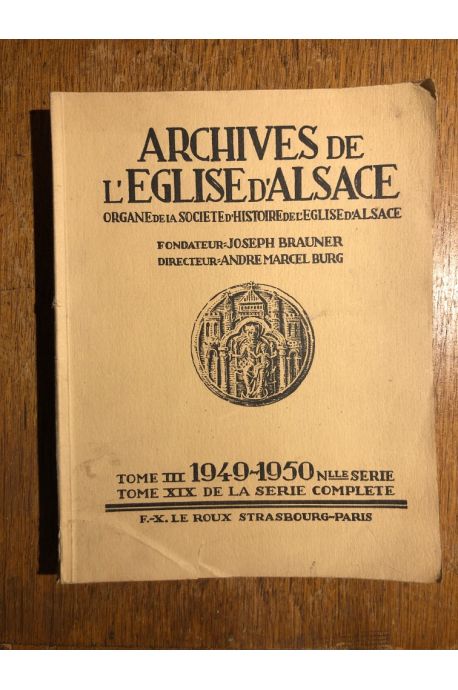 ARCHIVES DE
L'EGLISE D'ALSACE
ORGANE DE LA SOCIETE D'HISTOIRE DE L'EGLISE D'ALSACE
FONDATEUR=JOSEPH BRAUNER
DIRECTEUR=ANDRE MARCEL BURG
TOME III 1949-1950 NLLE SERIE
TOME XIX DE LA SERIE COMPLETE
F.-X. LE ROUX STRASBOURG-PARIS